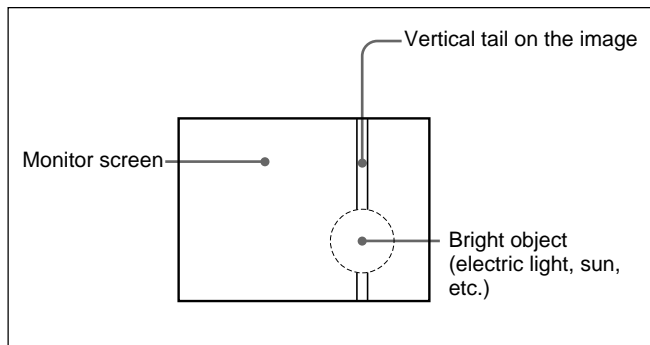 Vertical tail on the image
Monitor screen
Bright object
(electric light, sun,
etc.)